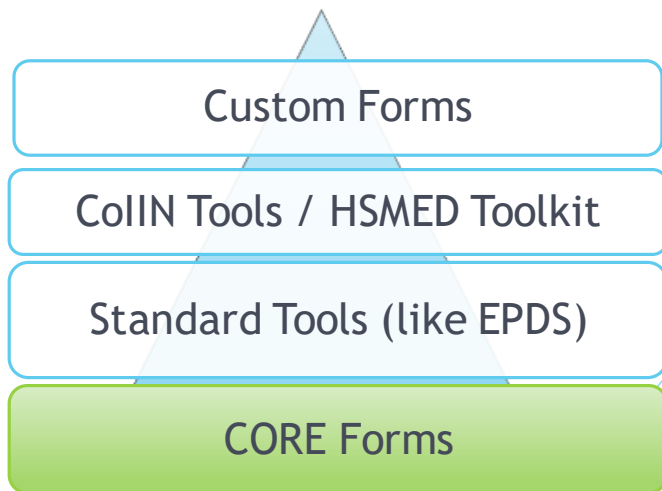 Custom Forms
CoIIN Tools / HSMED Toolkit
Standard Tools (like EPDS)
CORE Forms